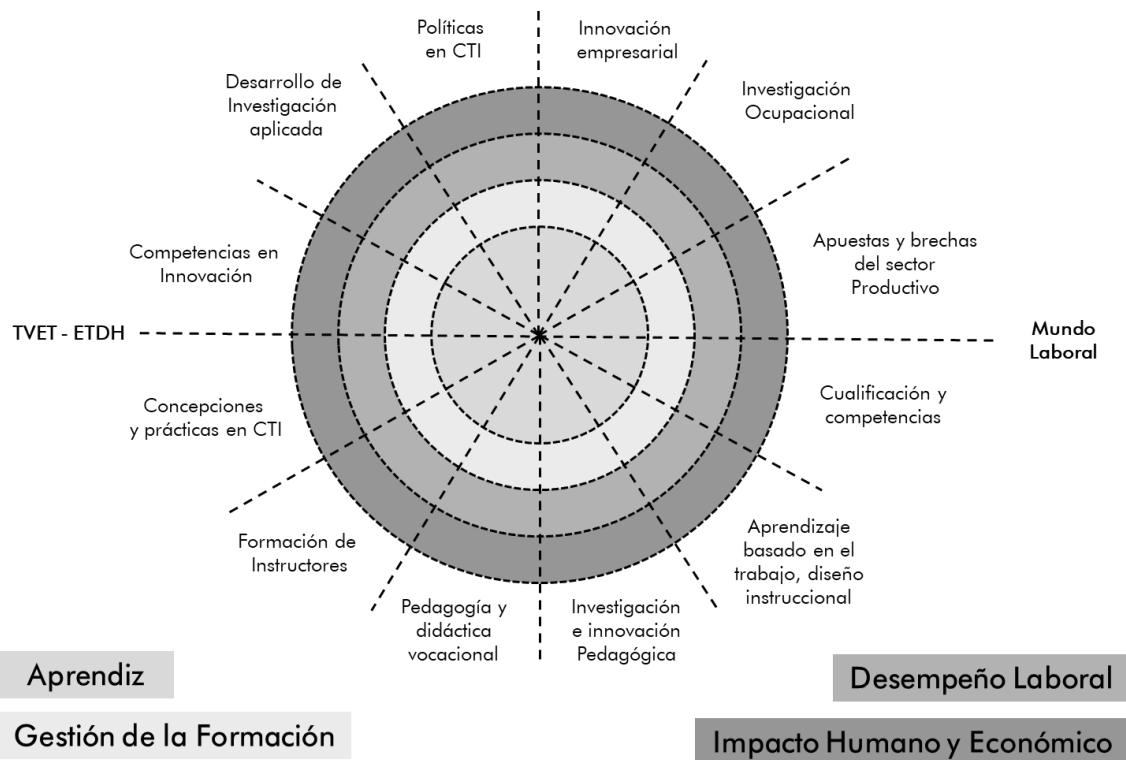 Políticas
en CTI
Innovación
empresarial
Desarrollo de
Investigación
aplicada
Investigación
Ocupacional
Competencias en
Innovación
Apuestas y brechas
del sector
Productivo
TVET - ETDH
Mundo
Laboral
Concepciones
y prácticas en CTI
Cualificación y
competencias
Formación de
Instructores
Aprendizaje
basado en el
trabajo, diseño
instruccional
Pedagogía y
didáctica
vocacional
Investigación
e innovación
Pedagógica
Aprendiz
Desempeño Laboral
Gestión de la Formación
Impacto Humano y Económico